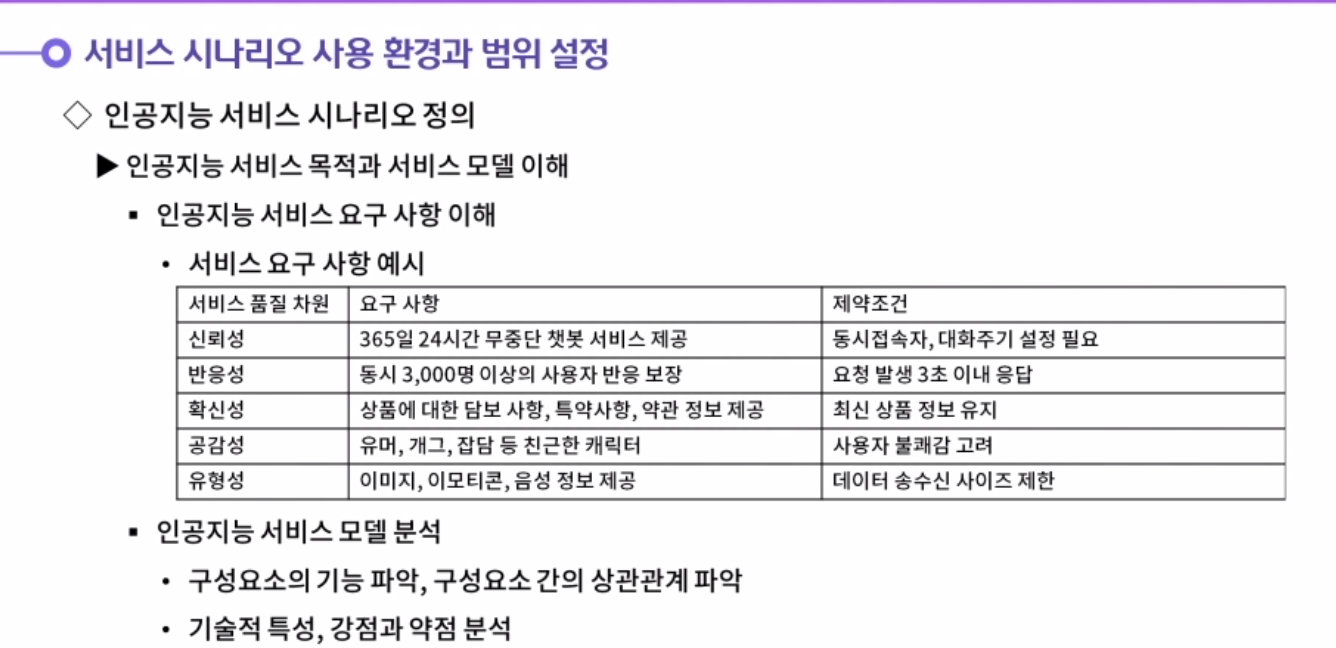 서비스 시나리오 사용 환경과 범위 설정
◇ 인공지능 서비스 시나리오 정의
▶ 인공지능 서비스 목적과 서비스 모델 이해
▪ 인공지능 서비스 요구 사항 이해
• 서비스 요구 사항 예시
서비스 품질 차원 요구 사항 제약조건
신뢰성 365일 24시간 무중단 챗봇 서비스 제공 동시접속자, 대화주기 설정 필요
반응성 동시 3,000명 이상의 사용자 반응 보장 요청 발생 3초 이내 응답
확신성 상품에 대한 담보 사항, 특약사항, 약관 정보 제공 최신 상품 정보 유지
공감성 유머, 개그, 잡담 등 친근한 캐릭터 사용자 불쾌감 고려
유형성 이미지, 이모티콘, 음성 정보 제공 데이터 송수신 사이즈 제한
▪ 인공지능 서비스 모델 분석
• 구성요소의 기능 파악, 구성요소 간의 상관관계 파악
• 기술적 특성, 강점과 약점 분석